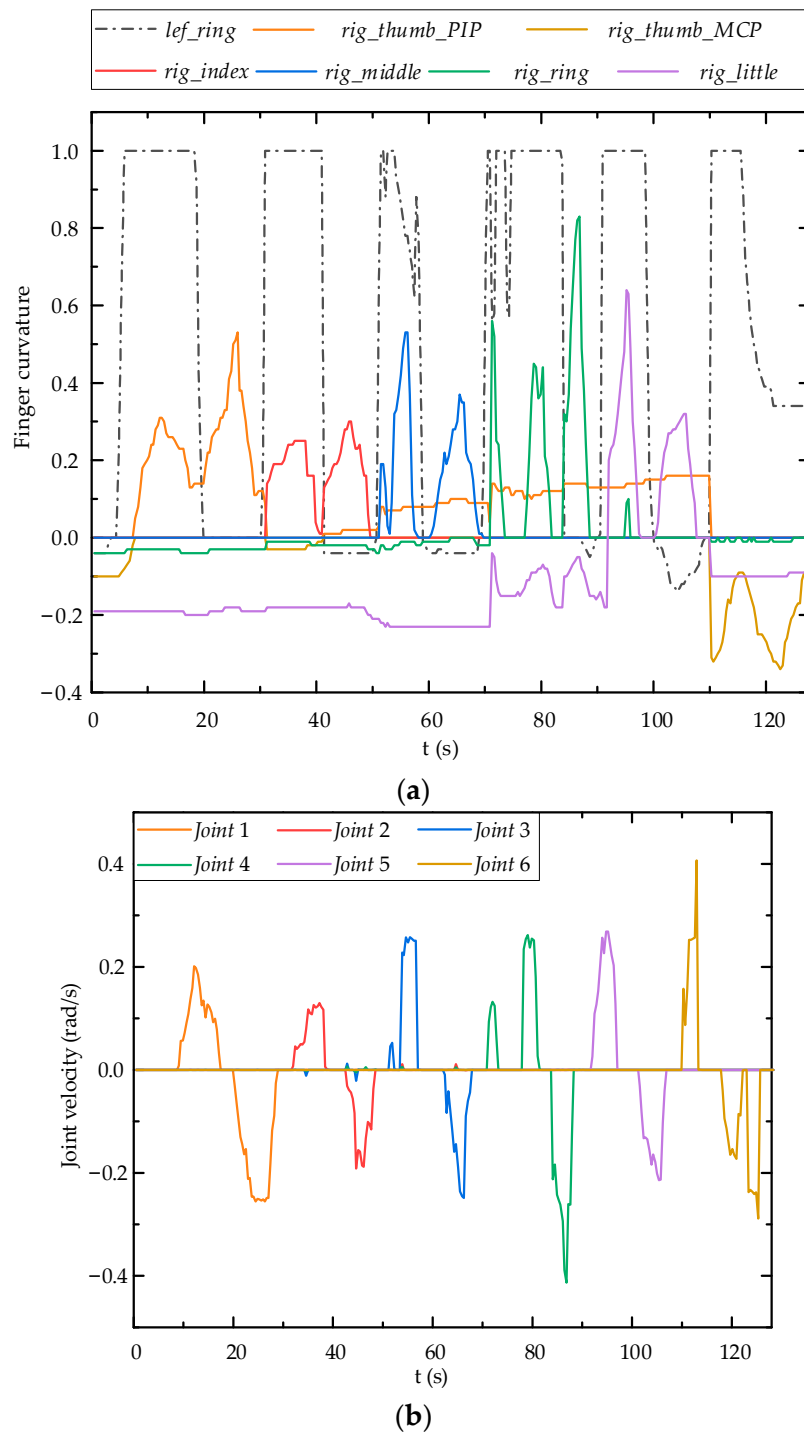 lef_ring rig_thumb_PIP rig_thumb_MCP
rig_index rig_middle rig_ring rig_little
1.0
0.8
0.6
0.4
0.2
0.0
−0.2
−0.4
Finger curvature
0 20 40 60 80 100 120
t (s)
(a)
Joint 1 Joint 2 Joint 3
Joint 4 Joint 5 Joint 6
0.4
0.2
0.0
−0.2
−0.4
Joint velocity (rad/s)
0 20 40 60 80 100 120
t (s)
(b)